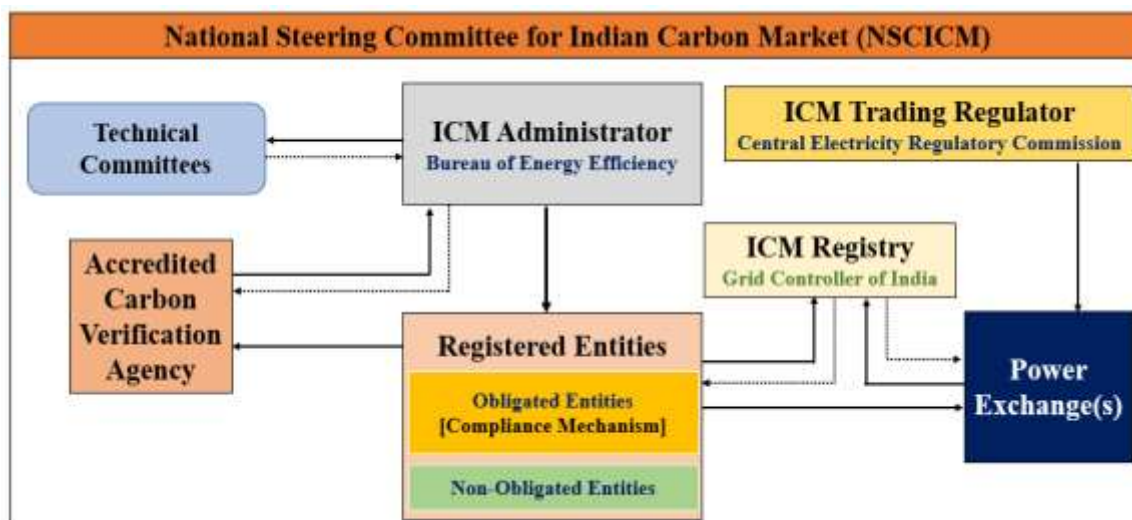 National Steering Committee for Indian Carbon Market (NSCICM)
Technical
Committees
ICM Administrator
Bureau of Energy Efficiency
ICM Trading Regulator
Central Electricity Regulatory Commission
Accredited
Carbon
Verification
Agency
ICM Registry
Grid Controller of India
Registered Entities
Obligated Entities
[Compliance Mechanism]
Non-Obligated Entities
Power
Exchange(s)